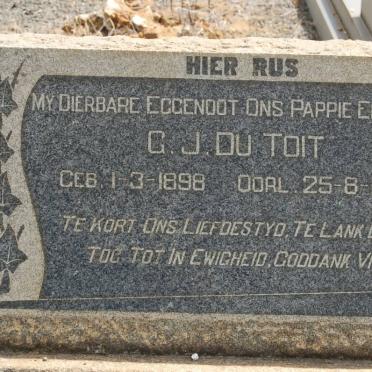 HIER RUS
MY DIERBARE EGGENOOT ONS PAPPIE E
G. J. DU TOIT
GEB. 1-3-1898 OORL. 25-8-
TE KORT ONS LIEFDESTYD, TE LANK
TOG TOT IN EWIGHEID, GODDANK V